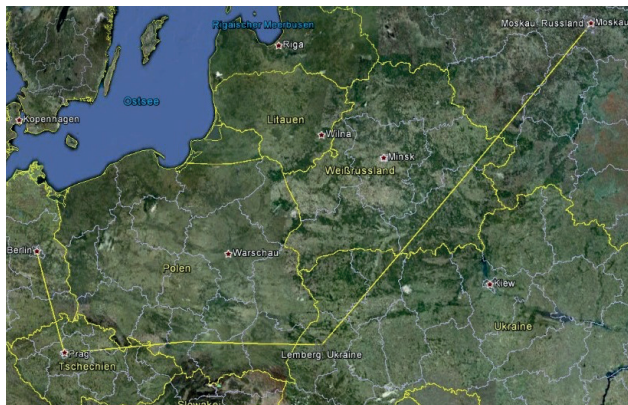 Rigaischer Meerbusen
Riga
Moskau, Russland
Moskau
Ostsee
Kopenhagen
Litauen
Wilna
Minsk
Weißrussland
Berlin
Warschau
Polen
Kiew
Ukraine
Prag
Tschechien
Lemberg, Ukraine
Slowakei